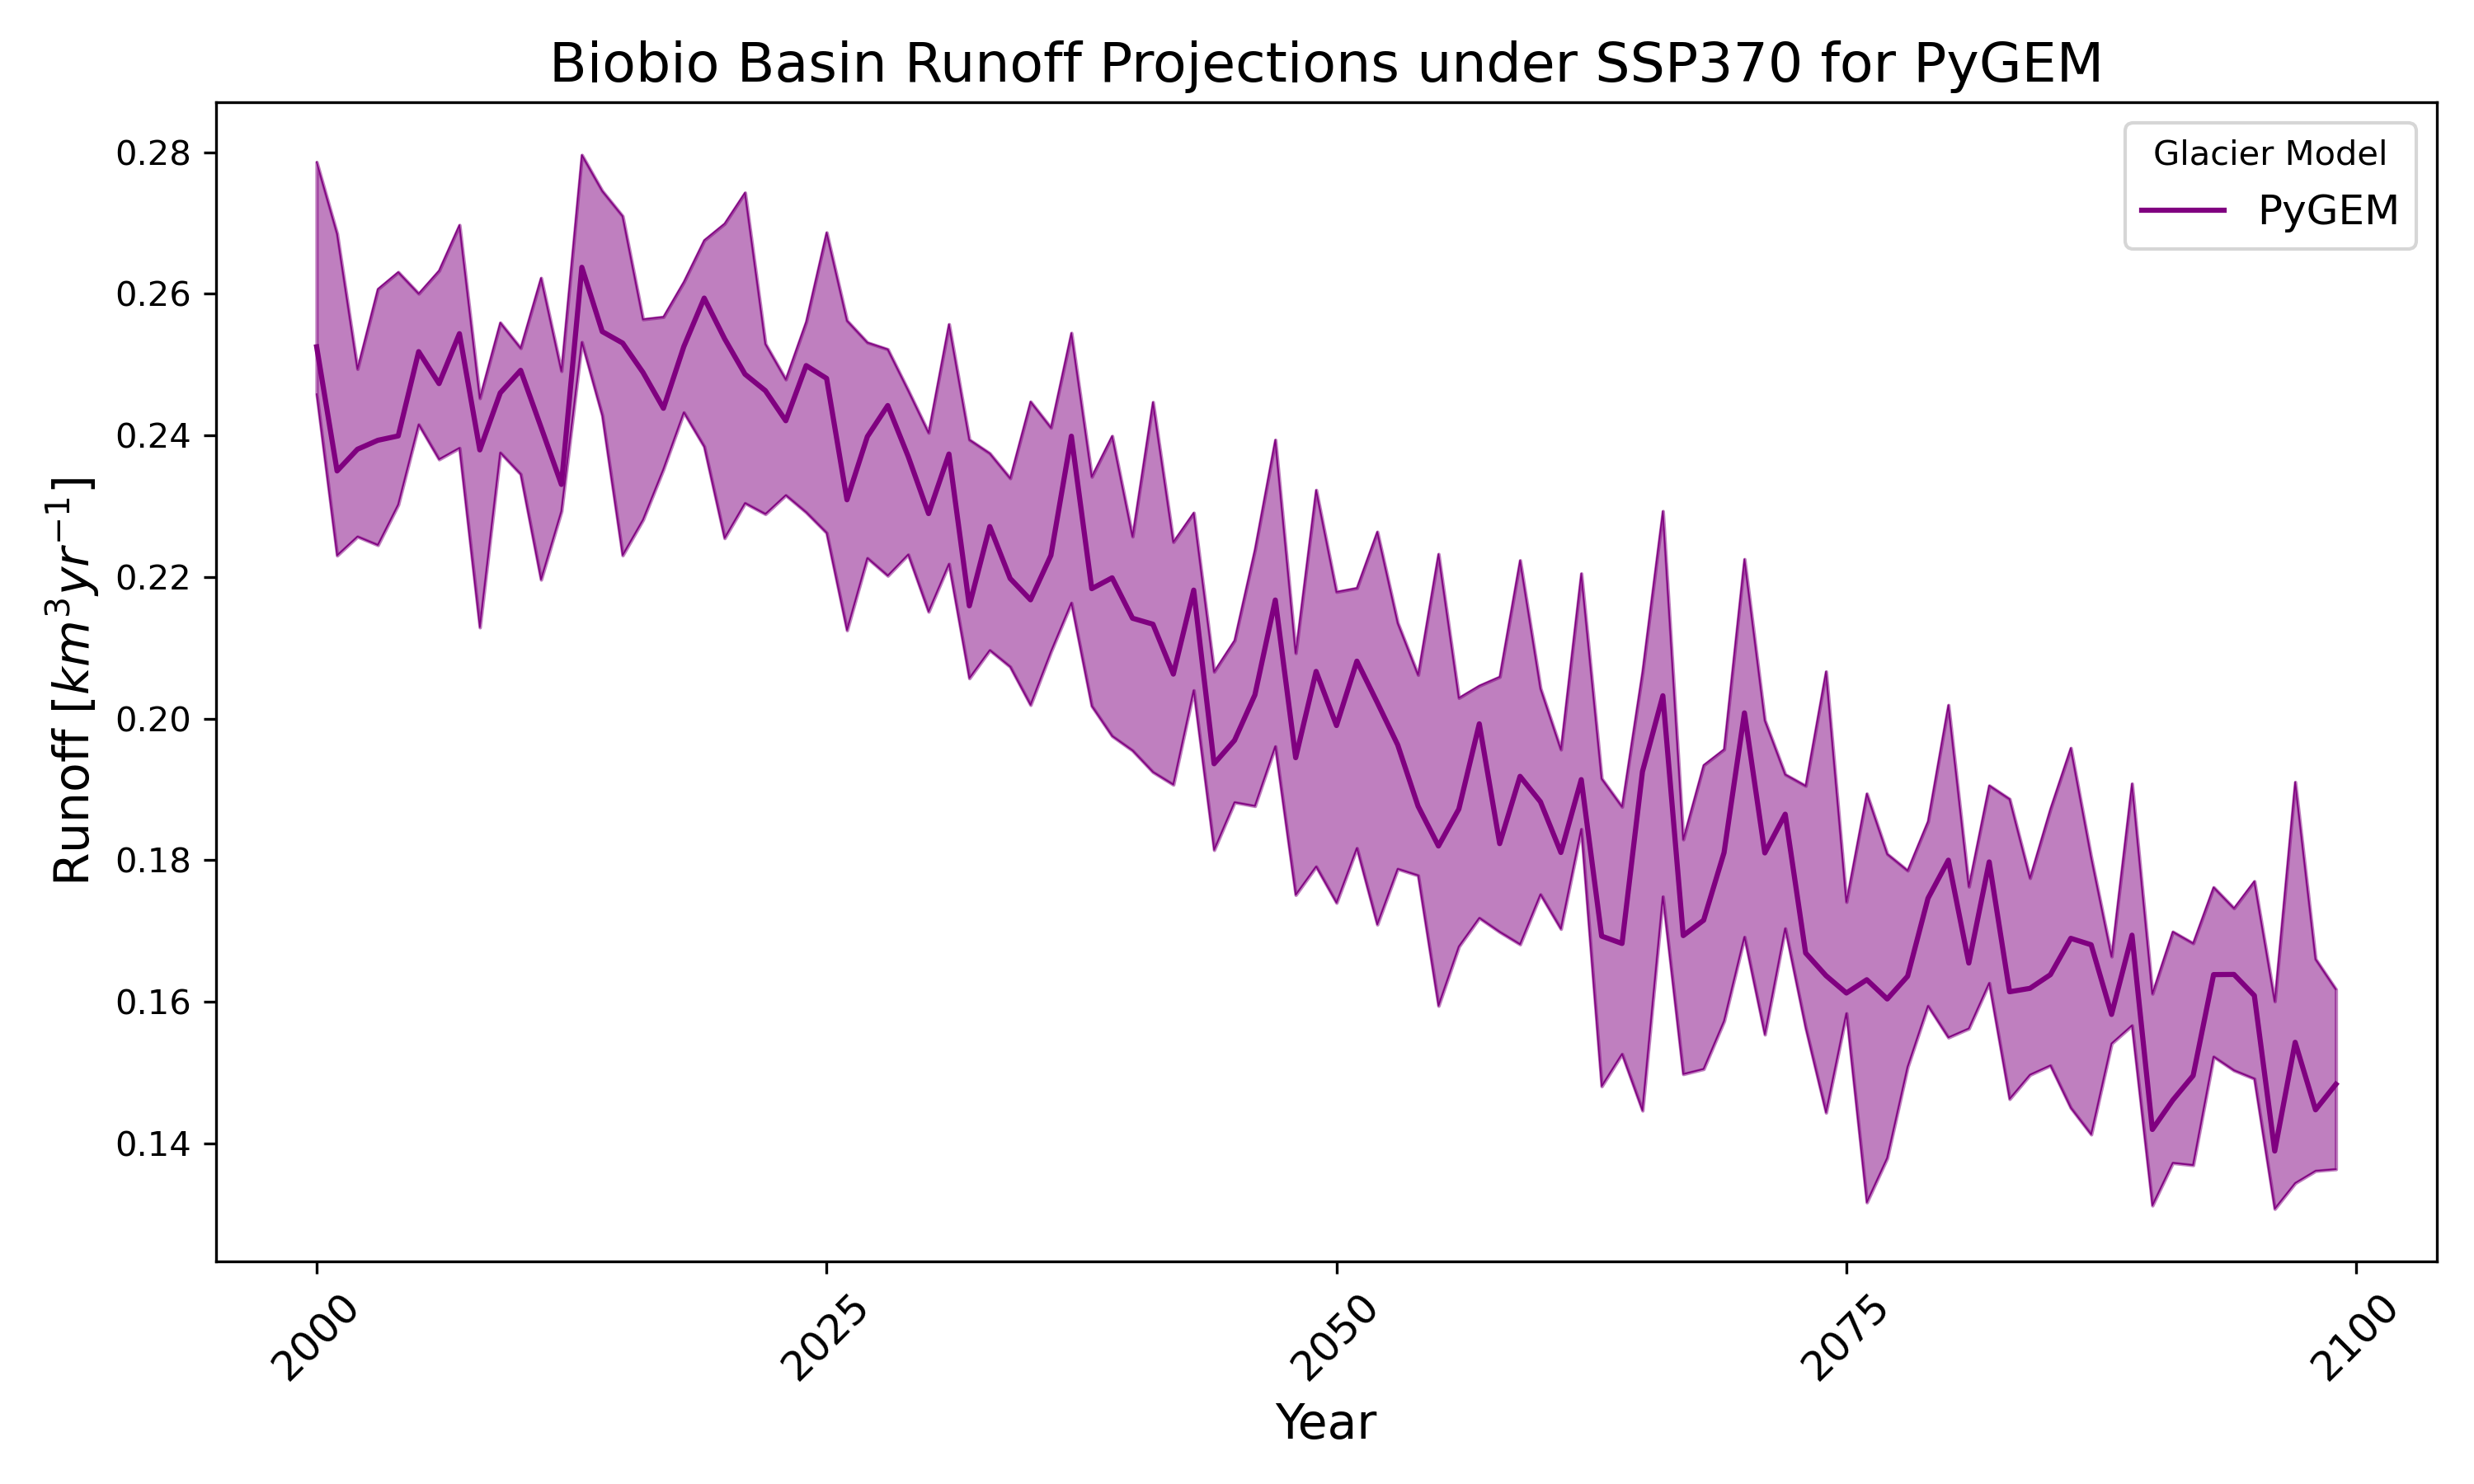 Biobio Basin Runoff Projections under SSP370 for PyGEM
Glacier Model
PyGEM
Runoff [km³yr⁻¹]
0.28
0.26
0.24
0.22
0.20
0.18
0.16
0.14
2000
2025
2050
2075
2100
Year